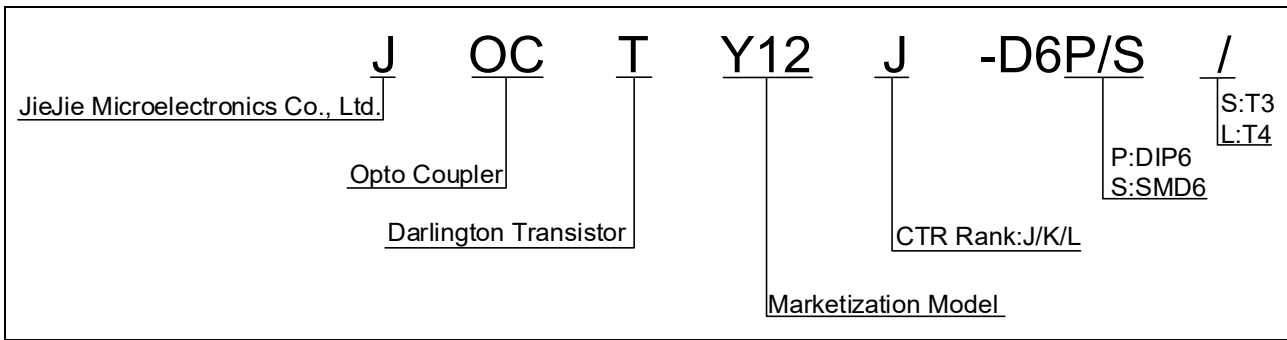 J OC T Y12 J -D6P/S /
JieJie Microelectronics Co., Ltd.
S:T3
L:T4
Opto Coupler
P:DIP6
S:SMD6
Darlington Transistor
CTR Rank:J/K/L
Marketization Model